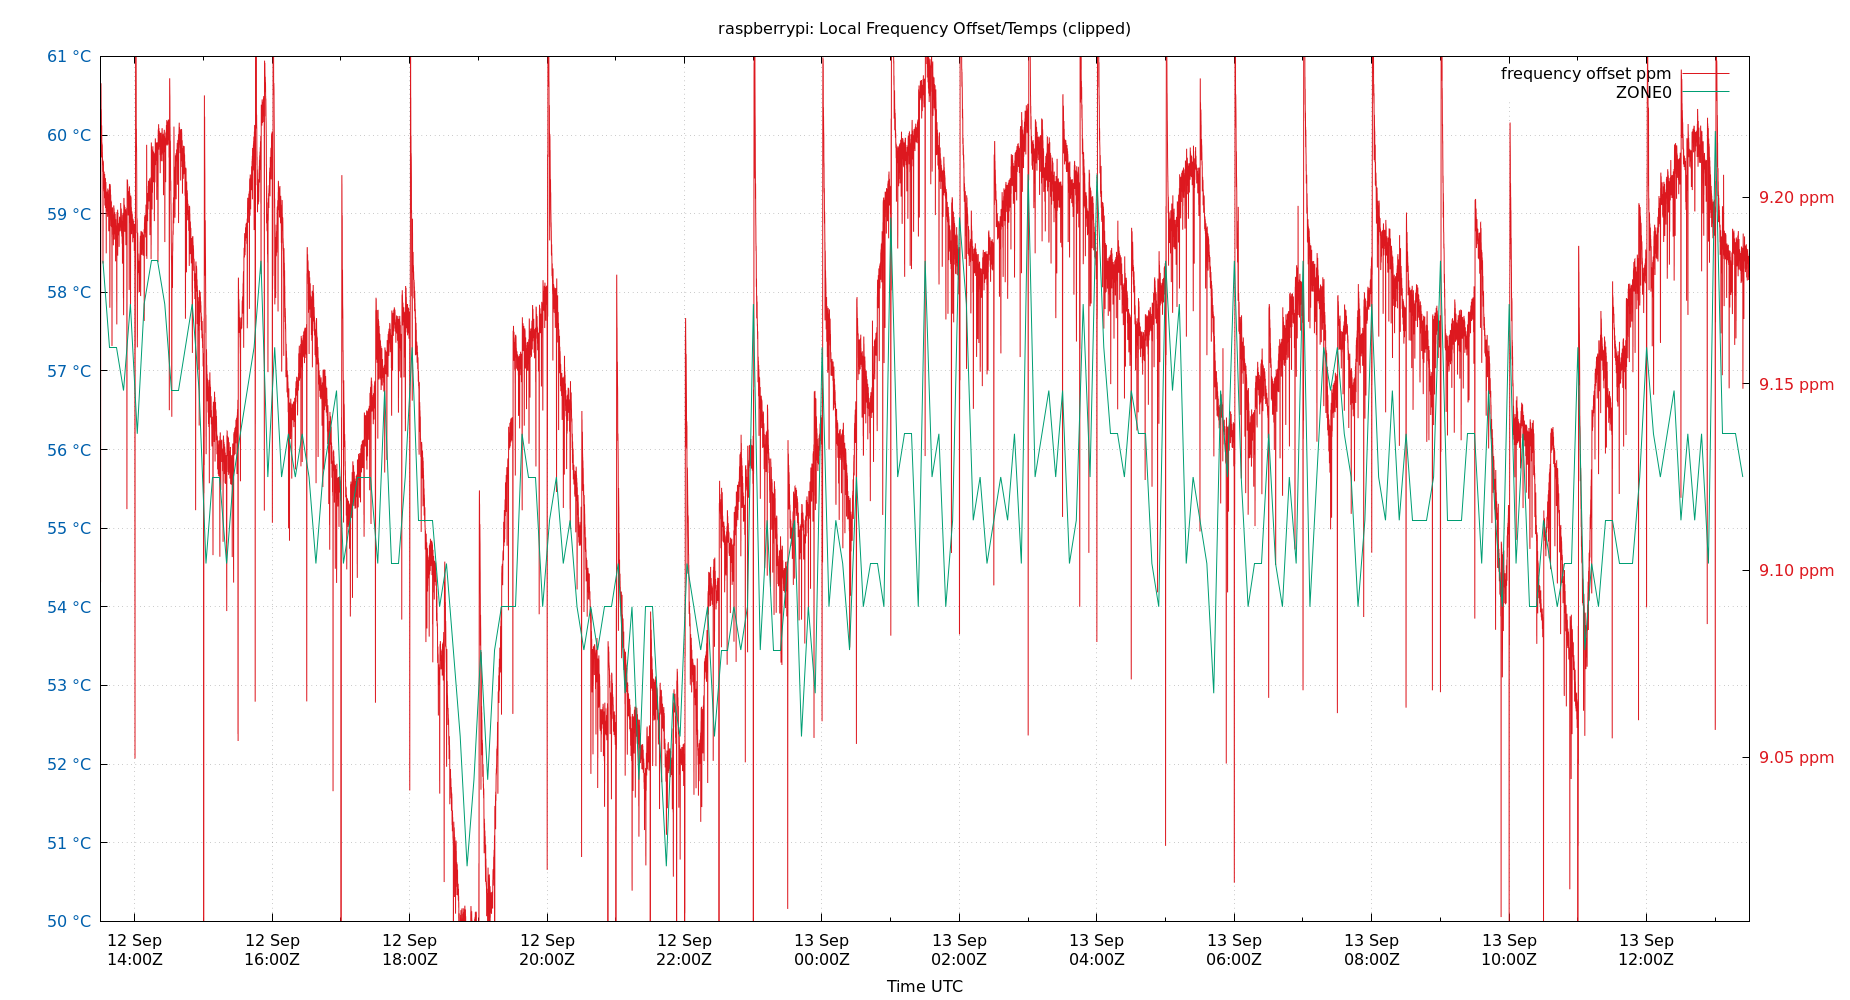 raspberrypi: Local Frequency Offset/Temps (clipped)
frequency offset ppm
ZONE0
61 °C
60 °C
59 °C
58 °C
57 °C
56 °C
55 °C
54 °C
53 °C
52 °C
51 °C
50 °C
9.20 ppm
9.15 ppm
9.10 ppm
9.05 ppm
12 Sep 12 Sep 12 Sep 12 Sep 12 Sep 13 Sep 13 Sep 13 Sep 13 Sep 13 Sep 13 Sep 13 Sep
14:00Z 16:00Z 18:00Z 20:00Z 22:00Z 00:00Z 02:00Z 04:00Z 06:00Z 08:00Z 10:00Z 12:00Z
Time UTC